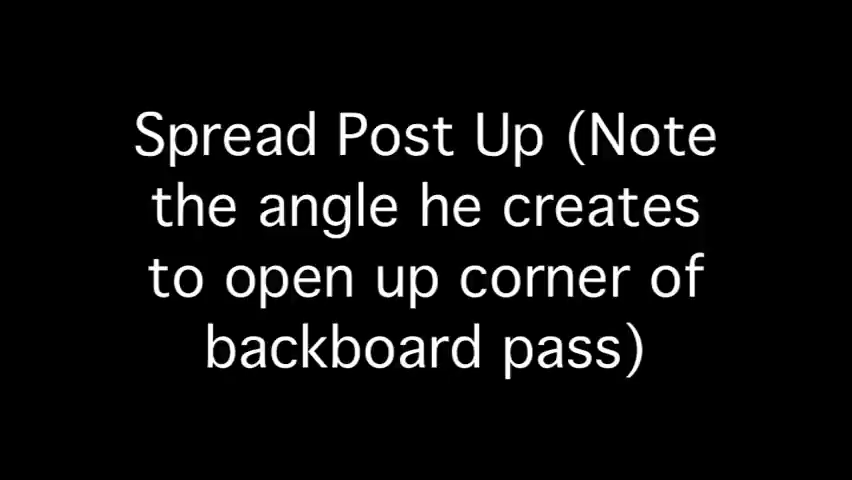 Spread Post Up (Note
the angle he creates
to open up corner of
backboard pass)